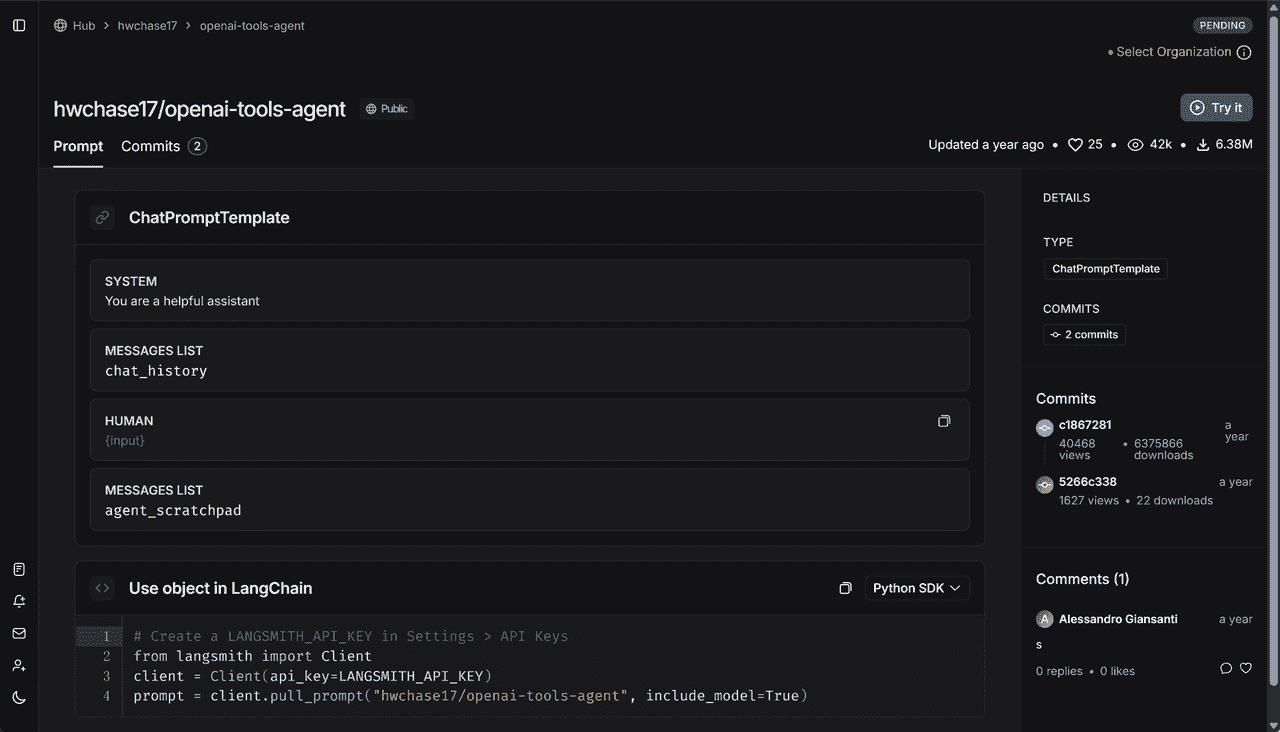 Hub > hwchase17 > openai-tools-agent
PENDING
Select Organization
hwchase17/openai-tools-agent
Public
Try it
Prompt
Commits 2
Updated a year ago • 25 • 42k • 6.38M
ChatPromptTemplate
SYSTEM
You are a helpful assistant
MESSAGES LIST
chat_history
HUMAN
{input}
MESSAGES LIST
agent_scratchpad
Use object in LangChain
Python SDK
1 # Create a LANGSMITH_API_KEY in Settings > API Keys
2 from langsmith import Client
3 client = Client(api_key=LANGSMITH_API_KEY)
4 prompt = client.pull_prompt("hwchase17/openai-tools-agent", include_model=True)
DETAILS
TYPE
ChatPromptTemplate
COMMITS
2 commits
Commits
c1867281
a
year
40468
views
• 6375866
downloads
5266c338
a year
1627 views • 22 downloads
Comments (1)
A Alessandro Giansanti
a year
s
0 replies • 0 likes